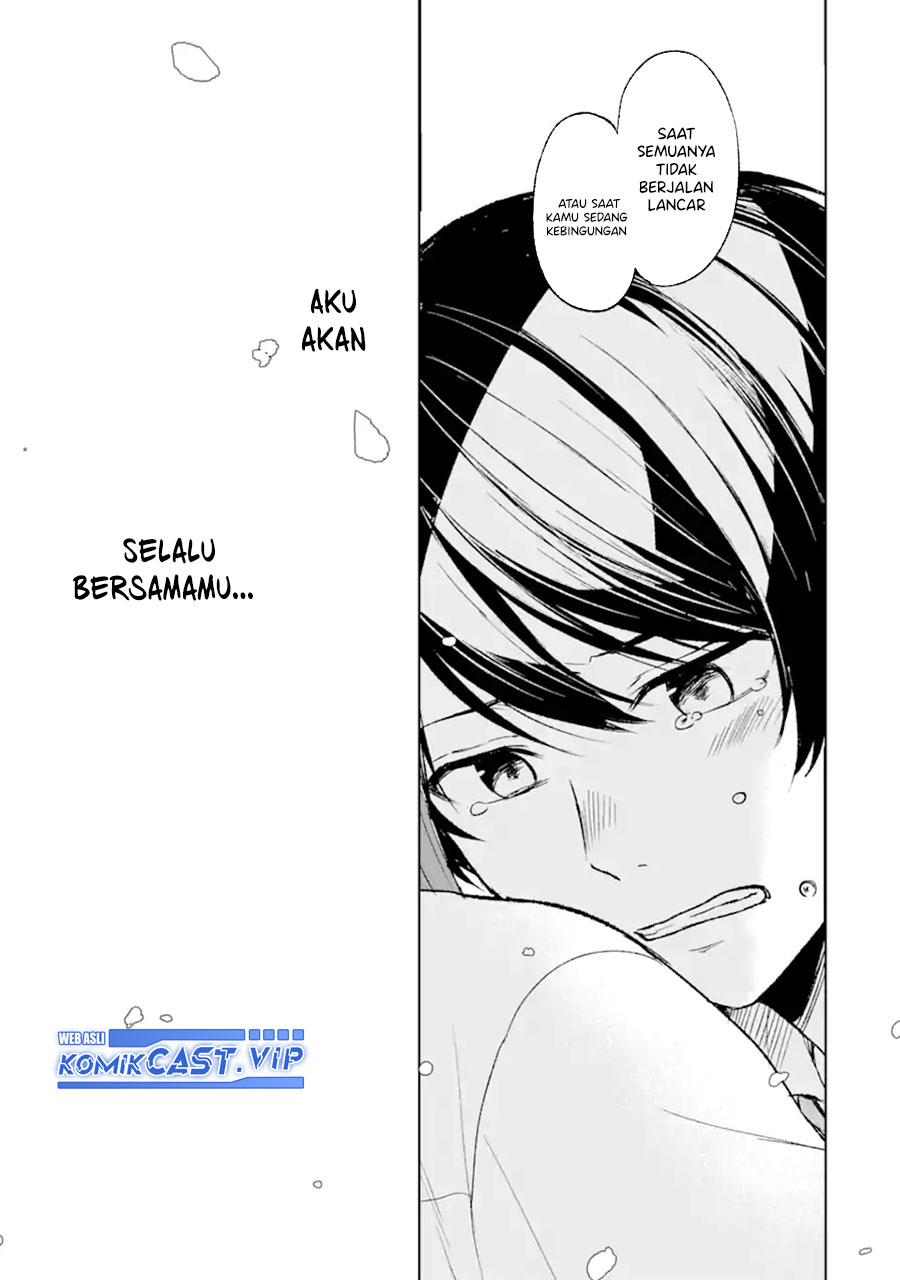 SAAT
SEMUANYA
TIDAK
BERJALAN
LANCAR
ATAU SAAT
KAMU SEDANG
KEBINGUNGAN
AKU
AKAN
SELALU
BERSAMAMU...
WEB ASLI
KOMIKCAST.VIP